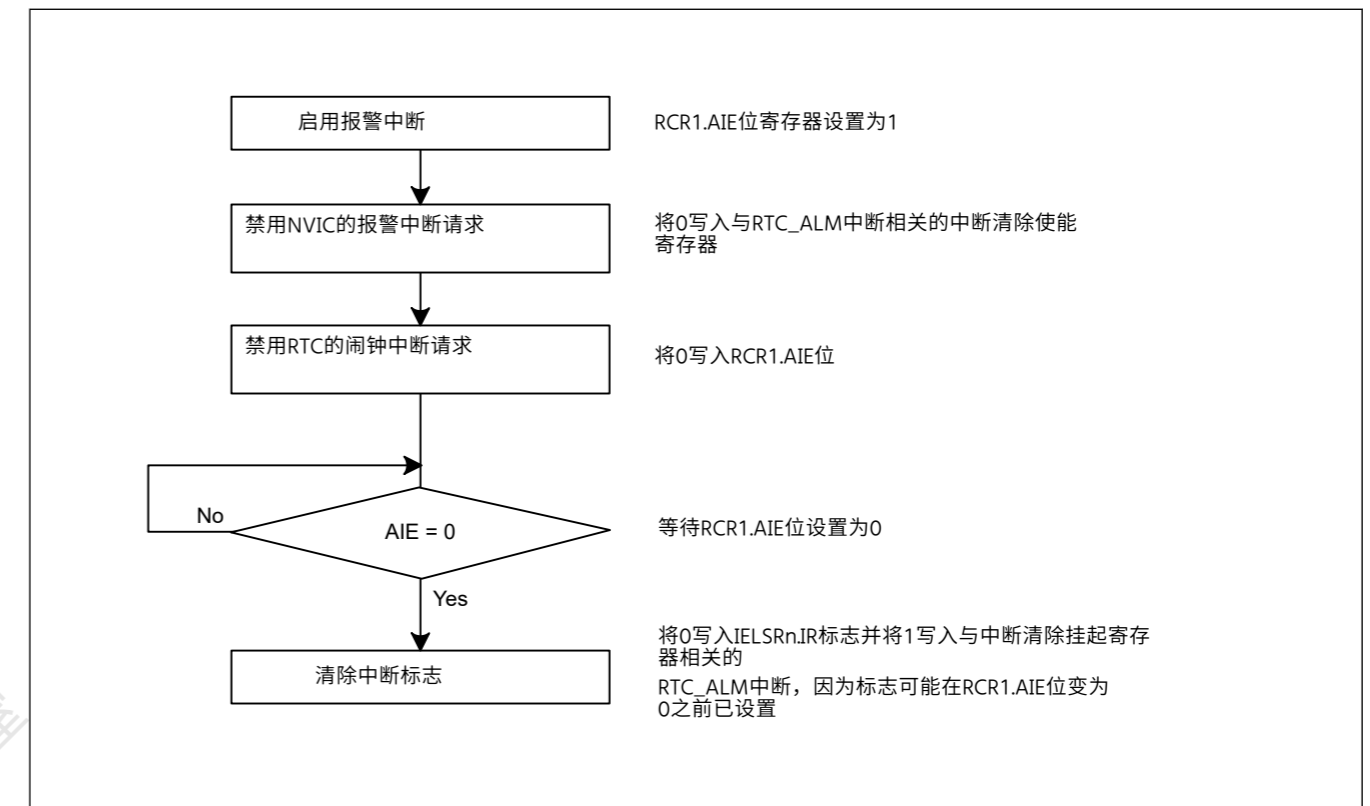 启用报警中断
RCR1.AIE位寄存器设置为1
禁用NVIC的报警中断请求
将0写入与RTC_ALM中断相关的中断清除使能
寄存器
禁用RTC的闹钟中断请求
将0写入RCR1.AIE位
No
AIE = 0
等待RCR1.AIE位设置为0
Yes
将0写入IELSRn.IR标志并将1写入与中断清除挂起寄存
器相关的
清除中断标志
RTC_ALM中断，因为标志可能在RCR1.AIE位变为
0之前已设置